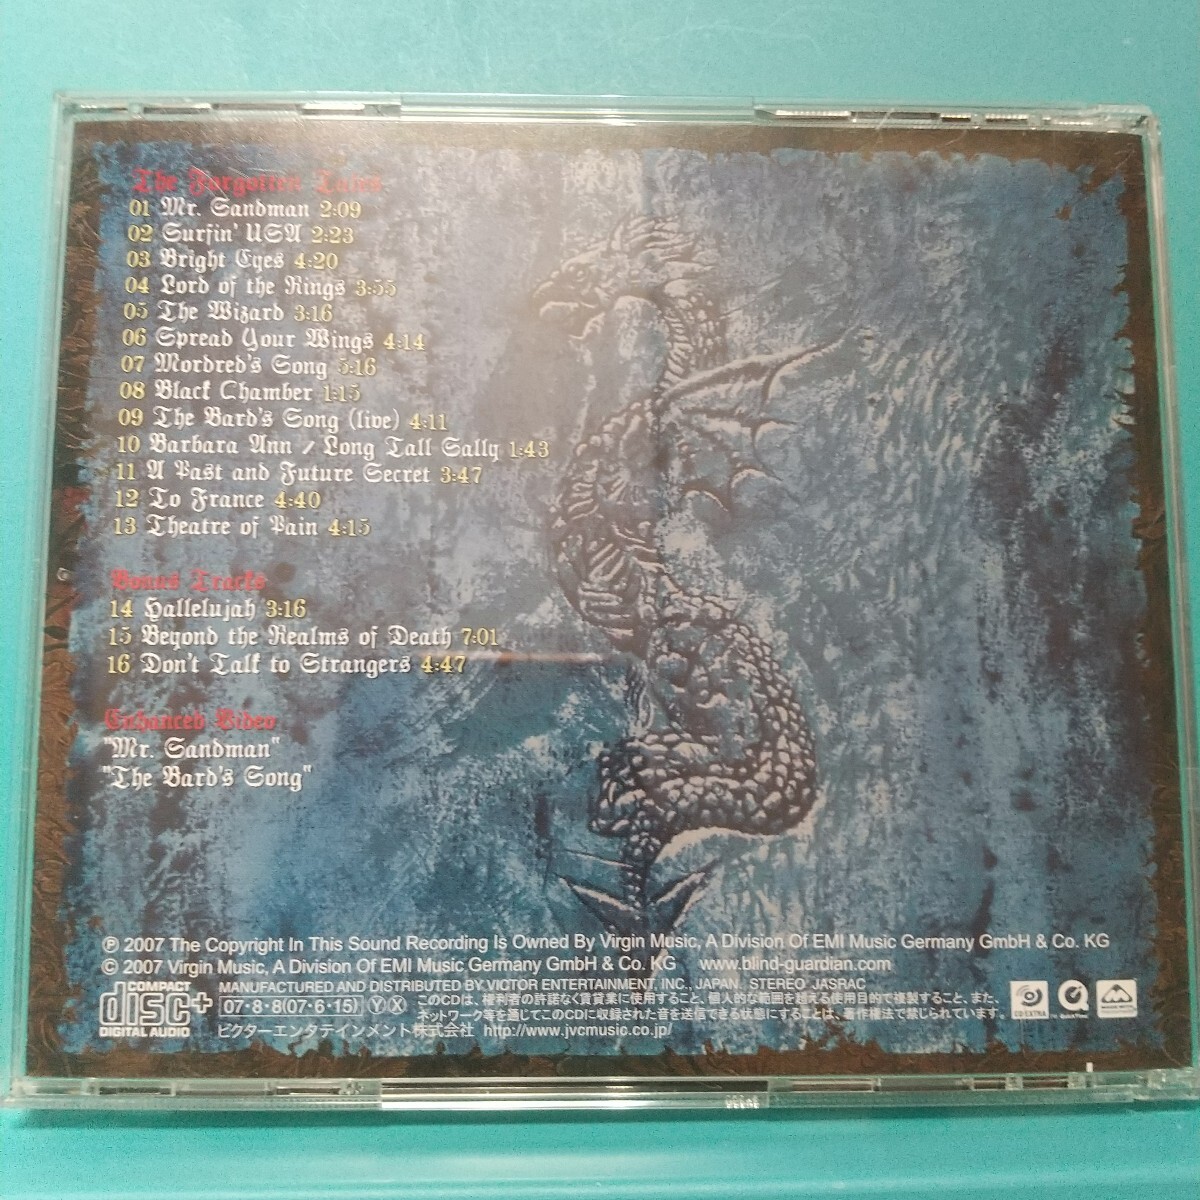 The Forgotten Tales
01 Mr. Sandman 2:09
02 Surfin' USA 2:23
03 Bright Eyes 4:20
04 Lord of the Rings 3:55
05 The Wizard 3:16
06 Spread Your Wings 4:14
07 Mordred's Song 5:16
08 Black Chamber 1:15
09 The Bard's Song (live) 4:11
10 Barbara Ann / Long Tall Sally 1:43
11 A Past and Future Secret 3:47
12 To France 4:40
13 Theatre of Pain 4:15
Bonus Tracks
14 Hallelujah 3:16
15 Beyond the Realms of Death 7:01
16 Don't Talk to Strangers 4:47
Enhanced Video
"Mr. Sandman"
"The Bard's Song"
℗ 2007 The Copyright In This Sound Recording Is Owned By Virgin Music, A Division Of EMI Music Germany GmbH & Co. KG
© 2007 Virgin Music, A Division Of EMI Music Germany GmbH & Co. KG www.blind-guardian.com
COMPACT
disc+
DIGITAL AUDIO
MANUFACTURED AND DISTRIBUTED BY VICTOR ENTERTAINMENT, INC., JAPAN. STEREO JASRAC
07・8・8(07・6・15) Y X このCDは、権利者の許諾なく賃貸業に使用すること、個人的な範囲を超える使用目的で複製すること、また、
ネットワーク等を通じてこのCDに収録された音を送信できる状態にすることは、著作権法で禁じられています。
ビクターエンタテインメント株式会社 http://www.jvcmusic.co.jp/
CD EXTRA
QuickTime